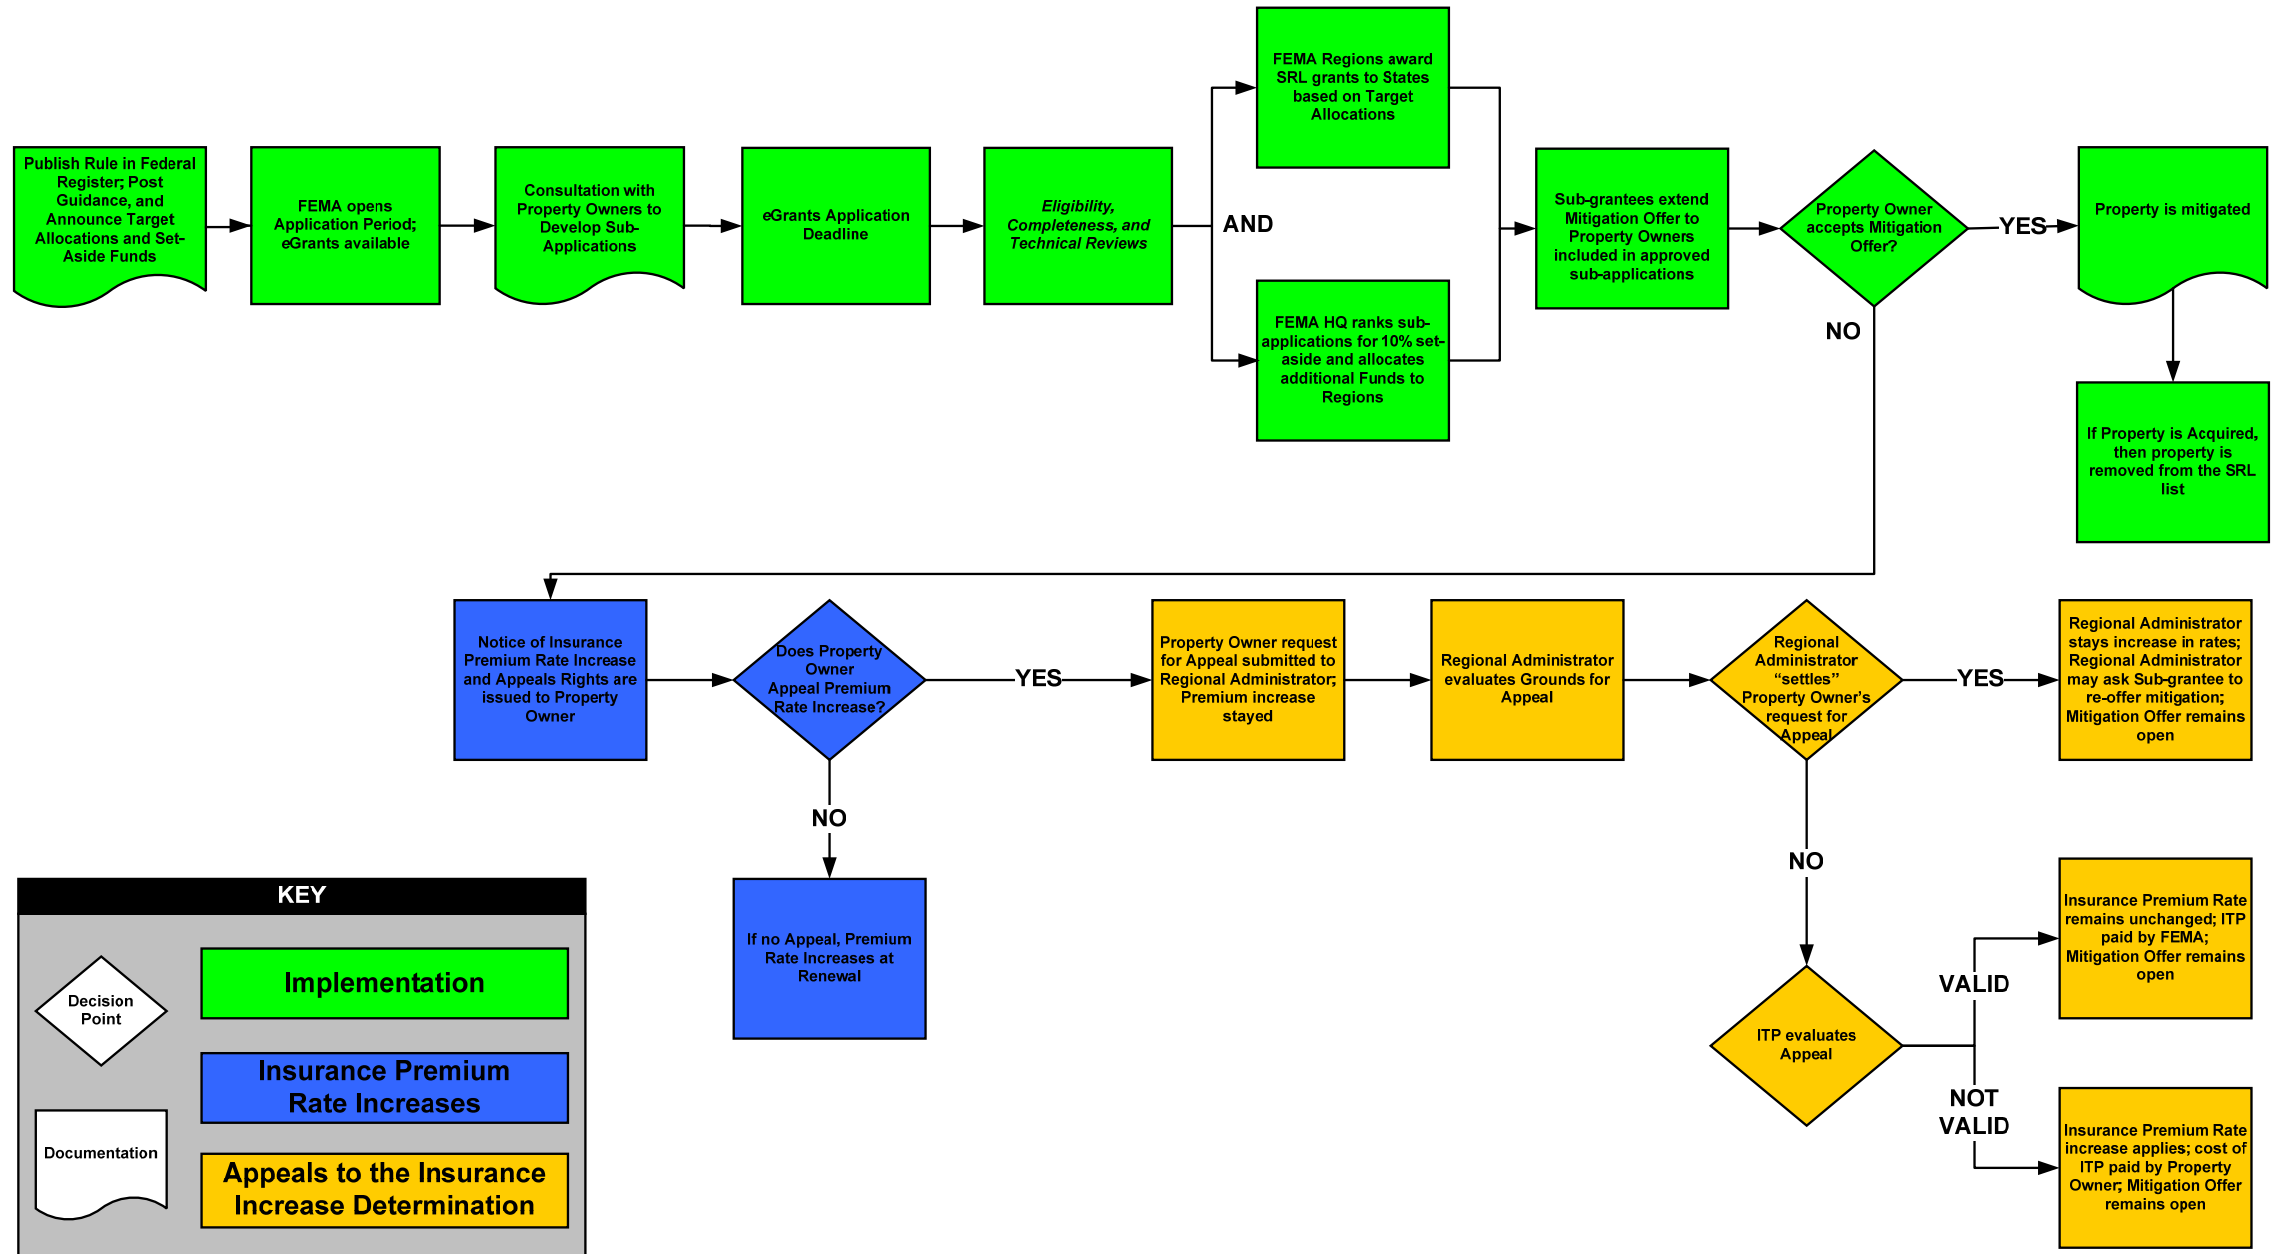 Publish Rule in Federal
Register; Post
Guidance, and
Announce Target
Allocations and Set-
Aside Funds
FEMA opens
Application Period;
eGrants available
Consultation with
Property Owners to
Develop Sub-
Applications
eGrants Application
Deadline
Eligibility,
Completeness, and
Technical Reviews
AND
FEMA Regions award
SRL grants to States
based on Target
Allocations
FEMA HQ ranks sub-
applications for 10% set-
aside and allocates
additional Funds to
Regions
Sub-grantees extend
Mitigation Offer to
Property Owners
included in approved
sub-applications
Property Owner
accepts Mitigation
Offer?
YES
NO
Property is mitigated
If Property is Acquired,
then property is
removed from the SRL
list
Notice of Insurance
Premium Rate Increase
and Appeals Rights are
issued to Property
Owner
Does Property
Owner
Appeal Premium
Rate Increase?
YES
NO
If no Appeal, Premium
Rate Increases at
Renewal
Property Owner request
for Appeal submitted to
Regional Administrator;
Premium increase
stayed
Regional Administrator
evaluates Grounds for
Appeal
Regional
Administrator
“settles”
Property Owner’s
request for
Appeal
YES
NO
Regional Administrator
stays increase in rates;
Regional Administrator
may ask Sub-grantee to
re-offer mitigation;
Mitigation Offer remains
open
ITP evaluates
Appeal
VALID
NOT
VALID
Insurance Premium Rate
remains unchanged; ITP
paid by FEMA;
Mitigation Offer remains
open
Insurance Premium Rate
increase applies; cost of
ITP paid by Property
Owner; Mitigation Offer
remains open
KEY
Decision
Point
Documentation
Implementation
Insurance Premium
Rate Increases
Appeals to the Insurance
Increase Determination